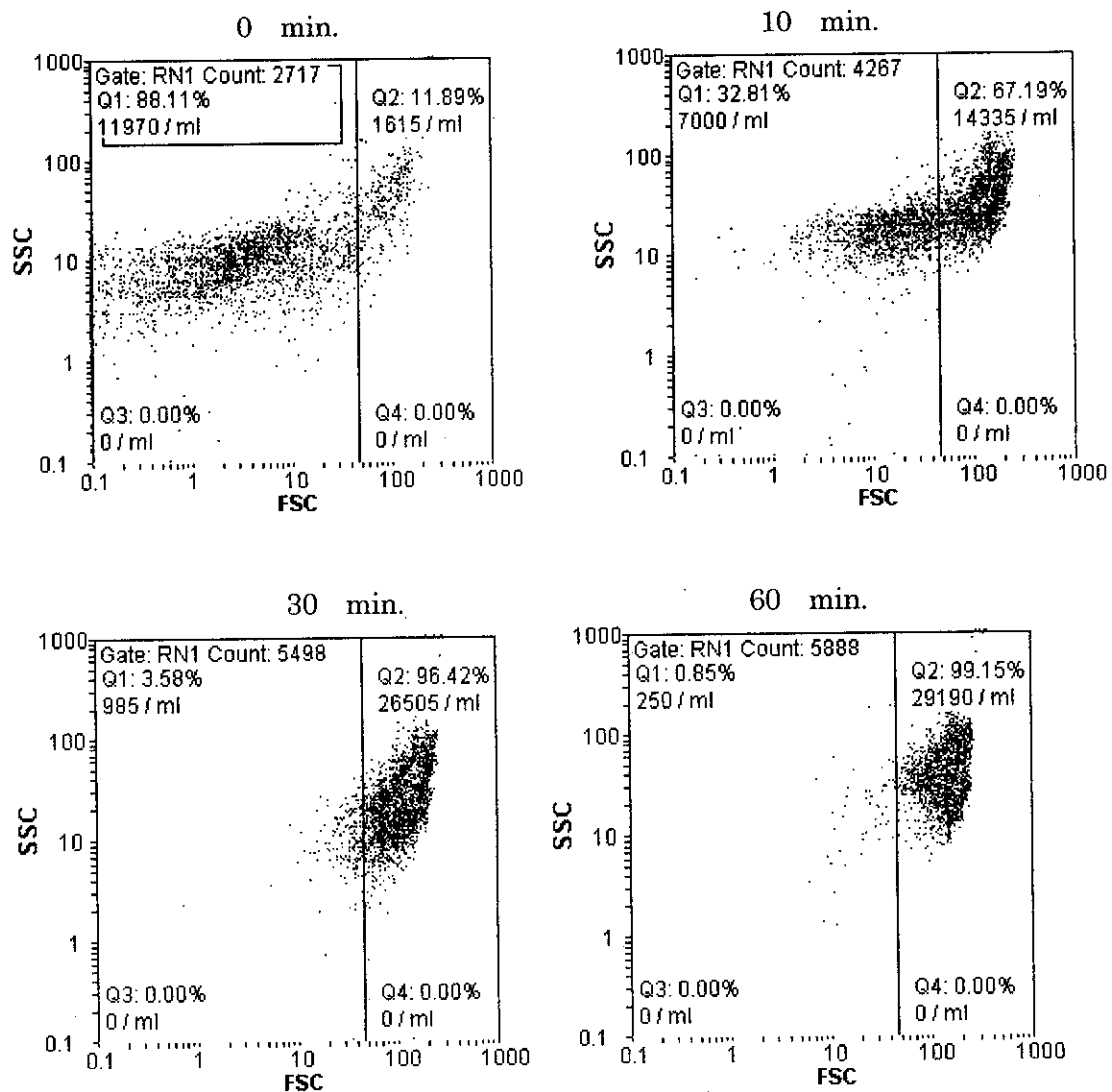 0 min.
1000
Gate: RN1 Count: 2717
Q1: 88.11%
11970 / ml
Q2: 11.89%
1615 / ml
100
SSC
10
1
Q3: 0.00%
0 / ml
Q4: 0.00%
0 / ml
0.1
0.1 1 10 100 1000
FSC
10 min.
1000
Gate: RN1 Count: 4267
Q1: 32.81%
7000 / ml
Q2: 67.19%
14335 / ml
100
SSC
10
1
Q3: 0.00%
0 / ml
Q4: 0.00%
0 / ml
0.1
0.1 1 10 100 1000
FSC
30 min.
1000
Gate: RN1 Count: 5498
Q1: 3.58%
985 / ml
Q2: 96.42%
26505 / ml
100
SSC
10
1
Q3: 0.00%
0 / ml
Q4: 0.00%
0 / ml
0.1
0.1 1 10 100 1000
FSC
60 min.
1000
Gate: RN1 Count: 5888
Q1: 0.85%
250 / ml
Q2: 99.15%
29190 / ml
100
SSC
10
1
Q3: 0.00%
0 / ml
Q4: 0.00%
0 / ml
0.1
0.1 1 10 100 1000
FSC